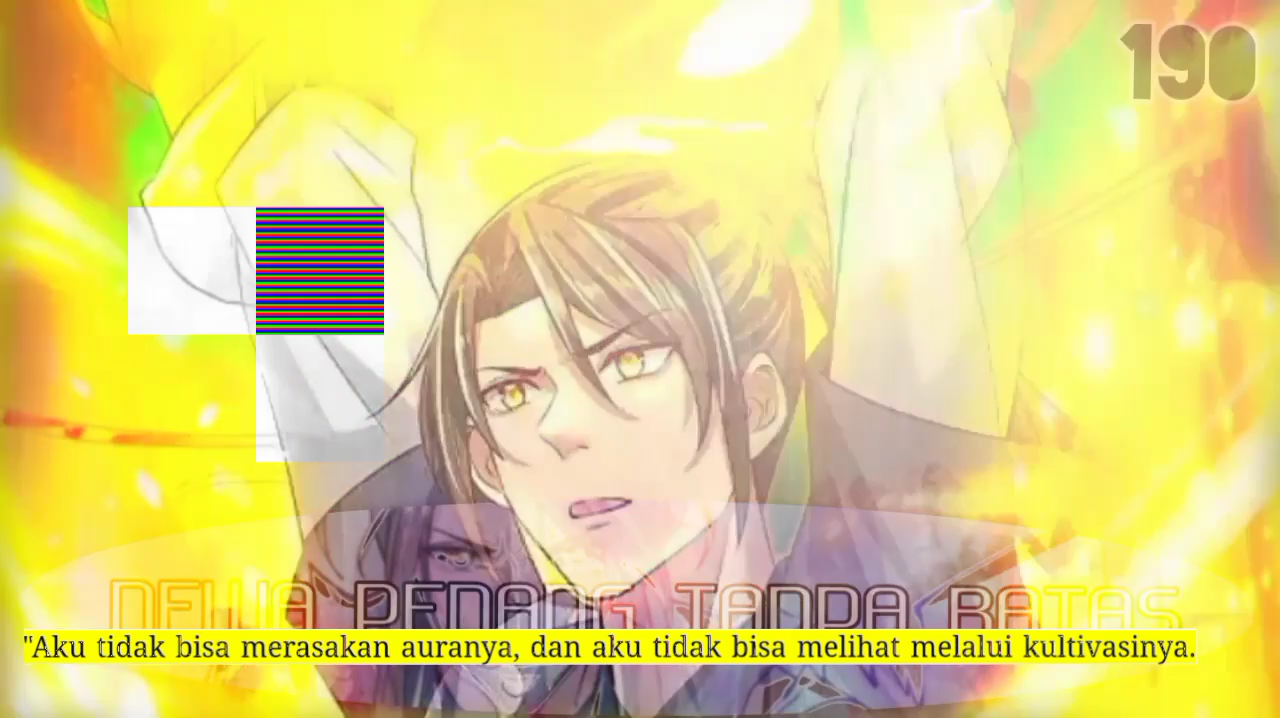 190
DEWA PEDANG TANPA BATAS
"Aku tidak bisa merasakan auranya, dan aku tidak bisa melihat melalui kultivasinya.